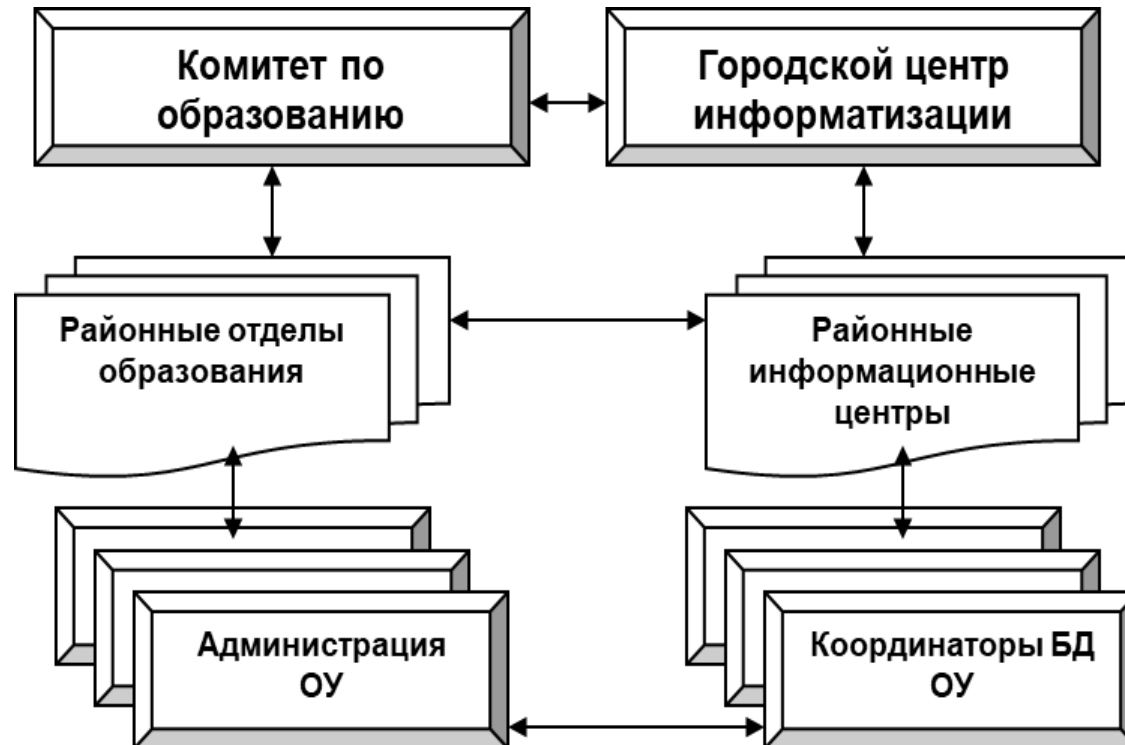 Комитет по
образованию
Городской центр
информатизации
Районные отделы
образования
Районные
информационные
центры
Администрация
ОУ
Координаторы БД
ОУ